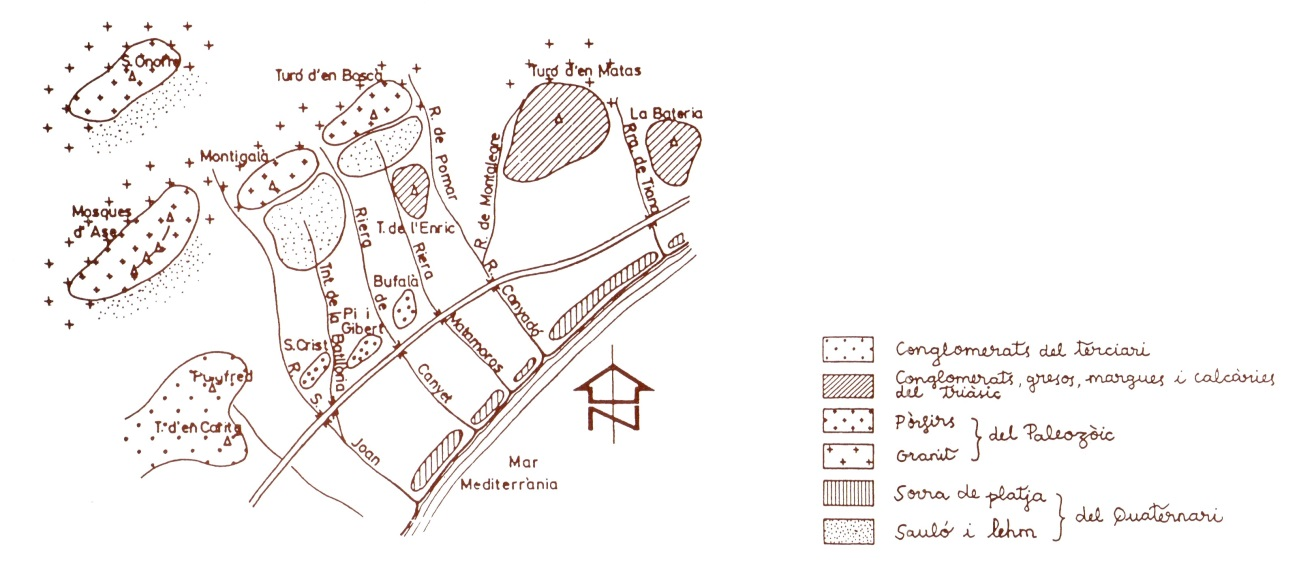 S. Onofre
Turó d'en Boscà
Turó d'en Matas
La Bateria
R. de Pomar
R. de Montalegre
Rra. de Tiana
Montigalà
Mosques
d'Ase
T. de l'Enric
Riera
Riera
Bufalà
de
Tnt. de la Batllòria
Pi i
Gibert
S. Crist
R.
R.
Canyadó
Matamoros
Canyet
Puyfred
T. d'en Carita
S.
Joan
Mar
Mediterrània
N
Conglomerats del terciari
Conglomerats, gresos, margues i calcàries
del triàsic
Pòrfirs
Granit
del Paleozòic
Sorra de platja
Sauló i lehm
del Quaternari